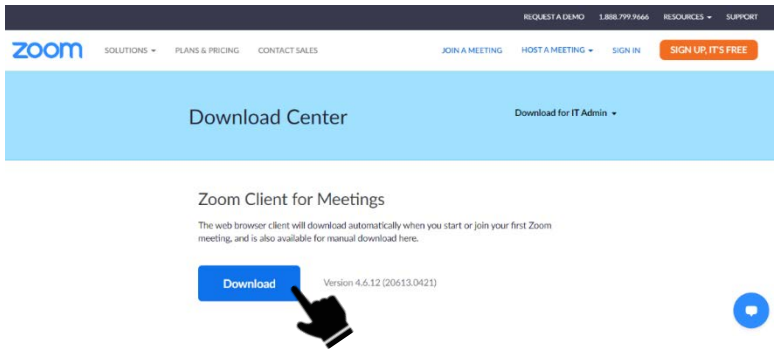 REQUEST A DEMO 1.888.799.9666 RESOURCES SUPPORT
zoom SOLUTIONS PLANS & PRICING CONTACT SALES JOIN A MEETING HOST A MEETING SIGN IN SIGN UP, IT'S FREE
Download Center Download for IT Admin
Zoom Client for Meetings
The web browser client will download automatically when you start or join your first Zoom
meeting, and is also available for manual download here.
Download Version 4.6.12 (20613.0421)